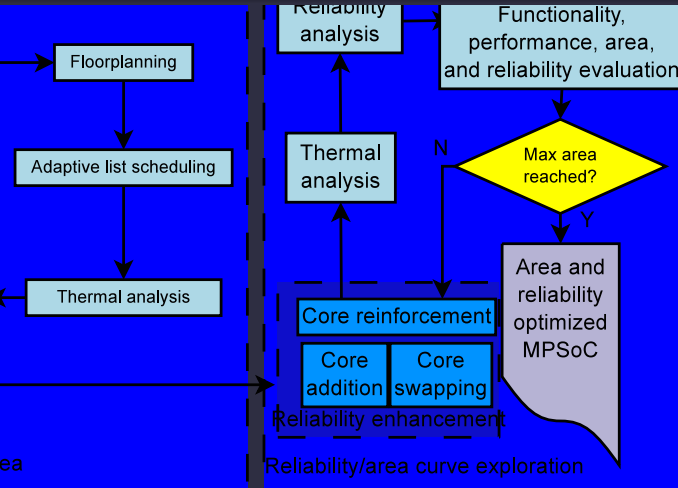 Floorplanning
Adaptive list scheduling
Thermal analysis
ea
Reliability
analysis
Functionality,
performance, area,
and reliability evaluation
Thermal
analysis
N
Max area
reached?
Y
Area and
reliability
optimized
MPSoC
Core reinforcement
Core
addition
Core
swapping
Reliability enhancement
Reliability/area curve exploration